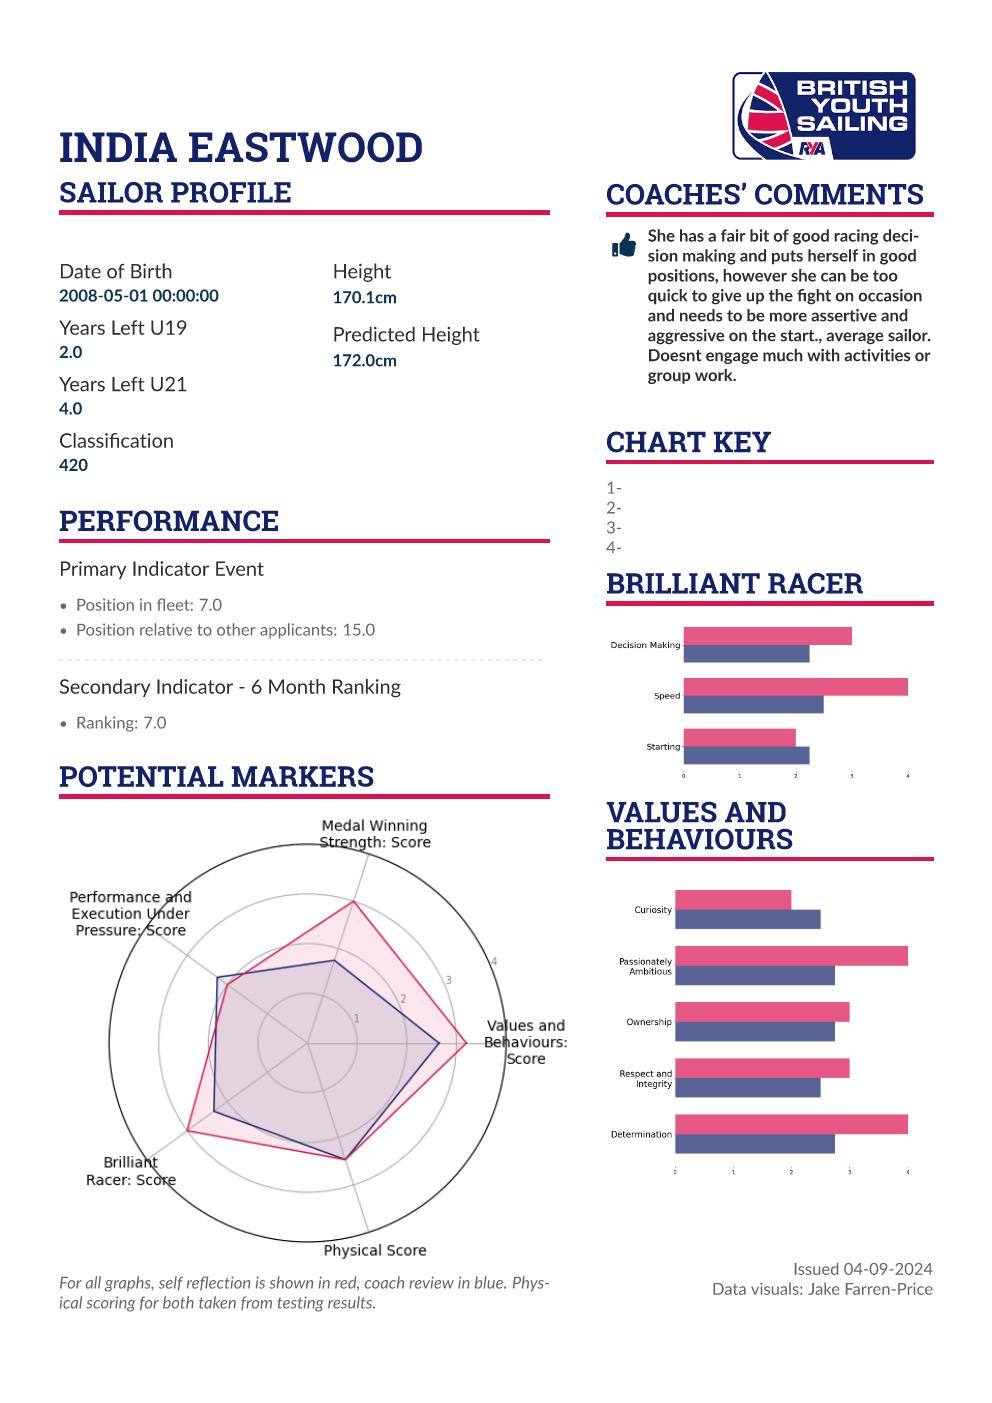 BRITISH
YOUTH
SAILING
RYA
INDIA EASTWOOD
SAILOR PROFILE
Date of Birth
2008-05-01 00:00:00
Years Left U19
2.0
Years Left U21
4.0
Classification
420
Height
170.1cm
Predicted Height
172.0cm
PERFORMANCE
Primary Indicator Event
• Position in fleet: 7.0
• Position relative to other applicants: 15.0
Secondary Indicator - 6 Month Ranking
• Ranking: 7.0
POTENTIAL MARKERS
Medal Winning
Strength: Score
Performance and
Execution Under
Pressure: Score
4
3
2
1
Values and
Behaviours:
Score
Brilliant
Racer: Score
Physical Score
For all graphs, self reflection is shown in red, coach review in blue. Phys-
ical scoring for both taken from testing results.
COACHES’ COMMENTS
She has a fair bit of good racing deci-
sion making and puts herself in good
positions, however she can be too
quick to give up the fight on occasion
and needs to be more assertive and
aggressive on the start., average sailor.
Doesnt engage much with activities or
group work.
CHART KEY
1-
2-
3-
4-
BRILLIANT RACER
Decision Making
Speed
Starting
0 1 2 3 4
VALUES AND
BEHAVIOURS
Curiosity
Passionately
Ambitious
Ownership
Respect and
Integrity
Determination
0 1 2 3 4
Issued 04-09-2024
Data visuals: Jake Farren-Price